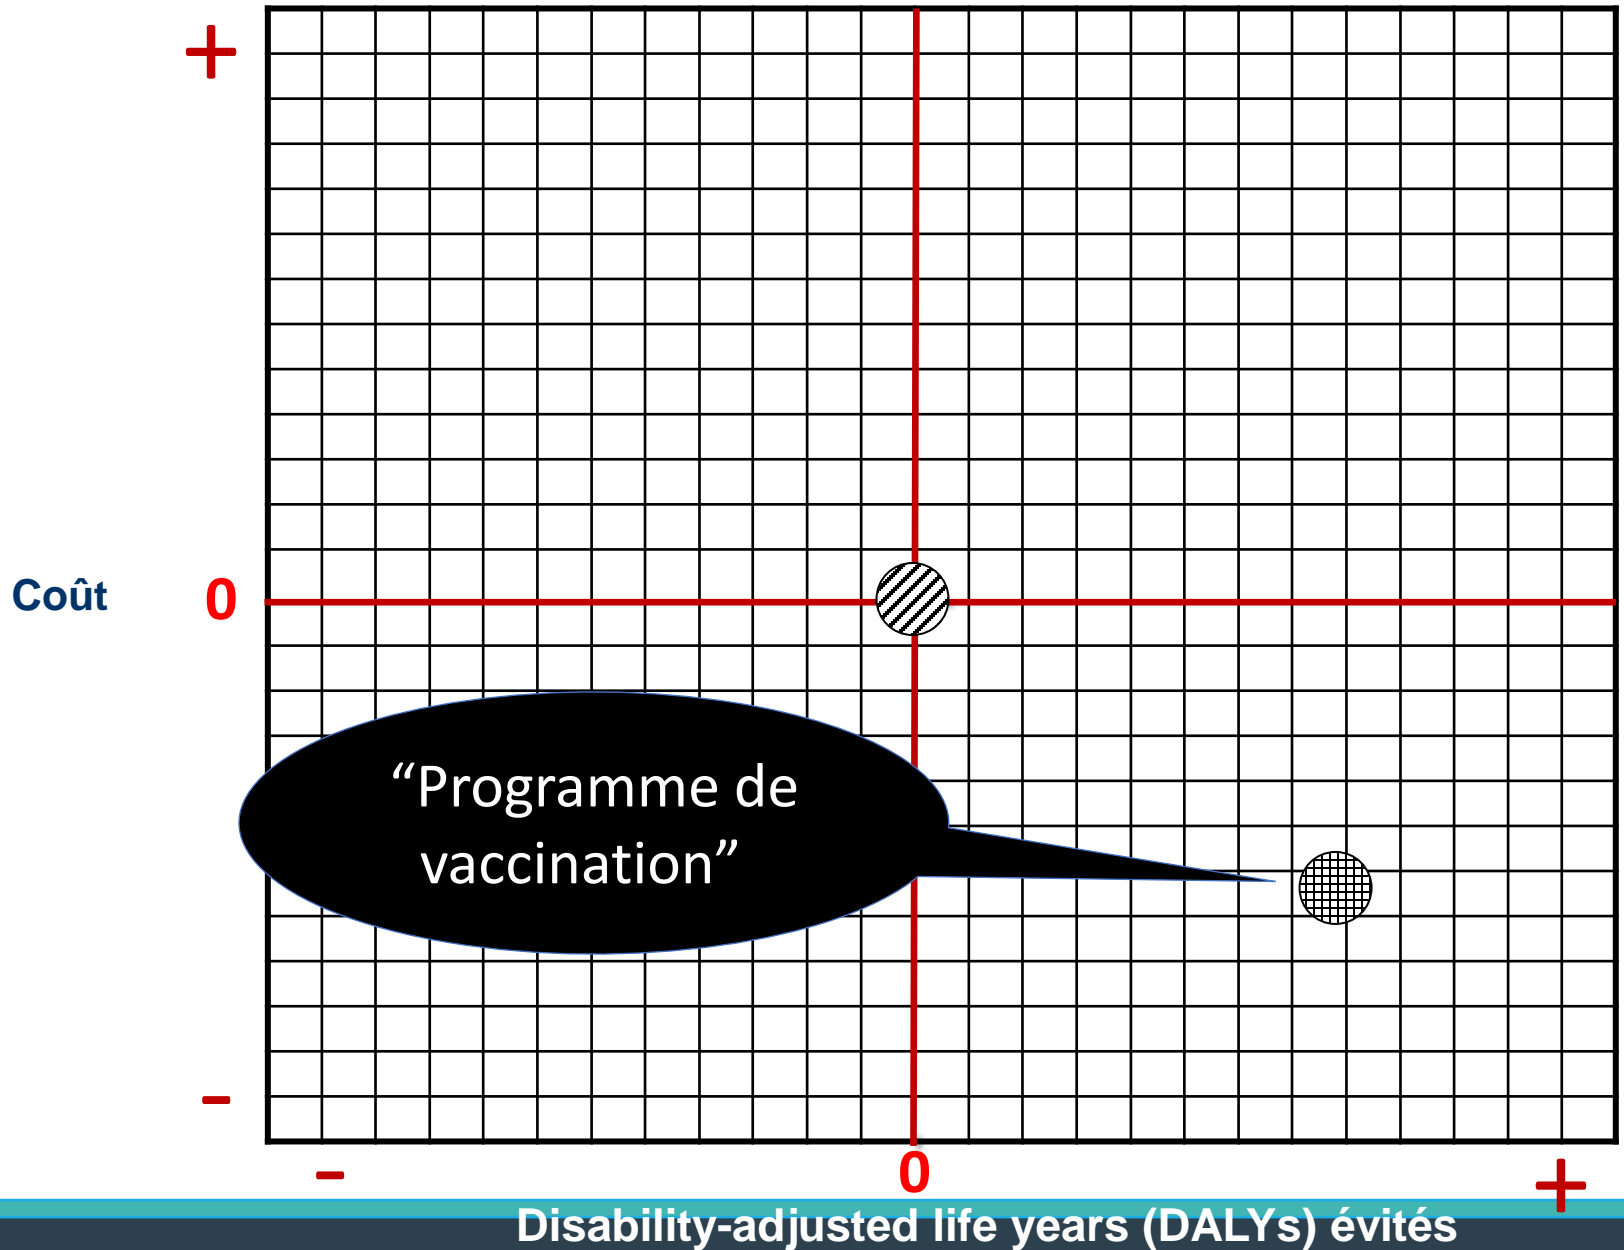 +
Coût
0
“Programme de
vaccination”
-
-
0
+
Disability-adjusted life years (DALYs) évités